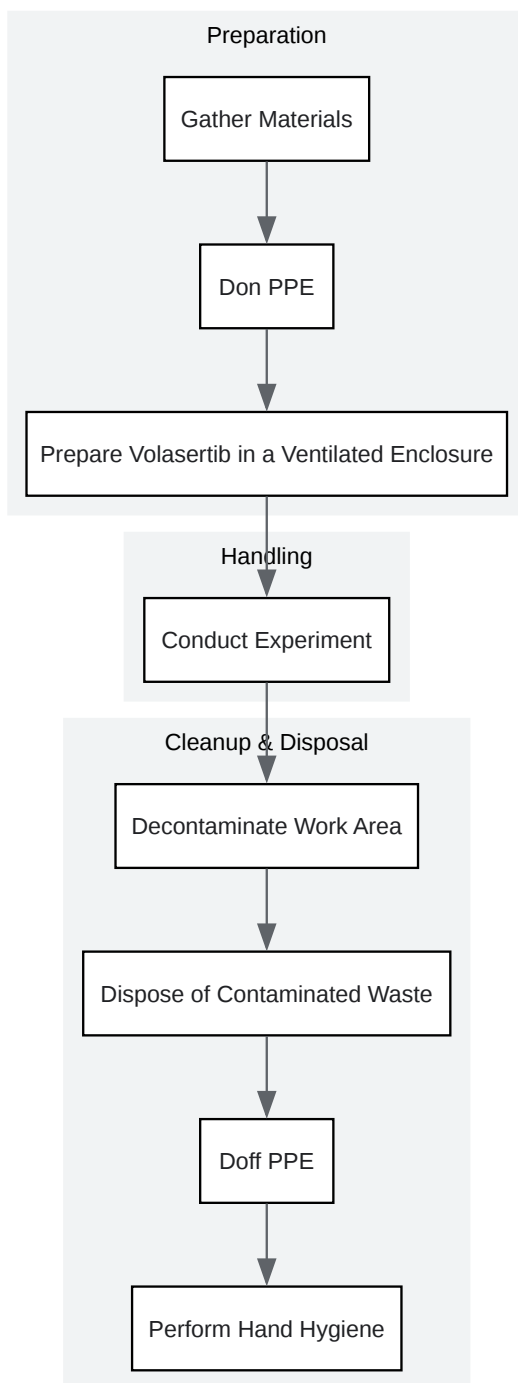 Preparation
Gather Materials
Don PPE
Prepare Volasertib in a Ventilated Enclosure
Handling
Conduct Experiment
Cleanup & Disposal
Decontaminate Work Area
Dispose of Contaminated Waste
Doff PPE
Perform Hand Hygiene